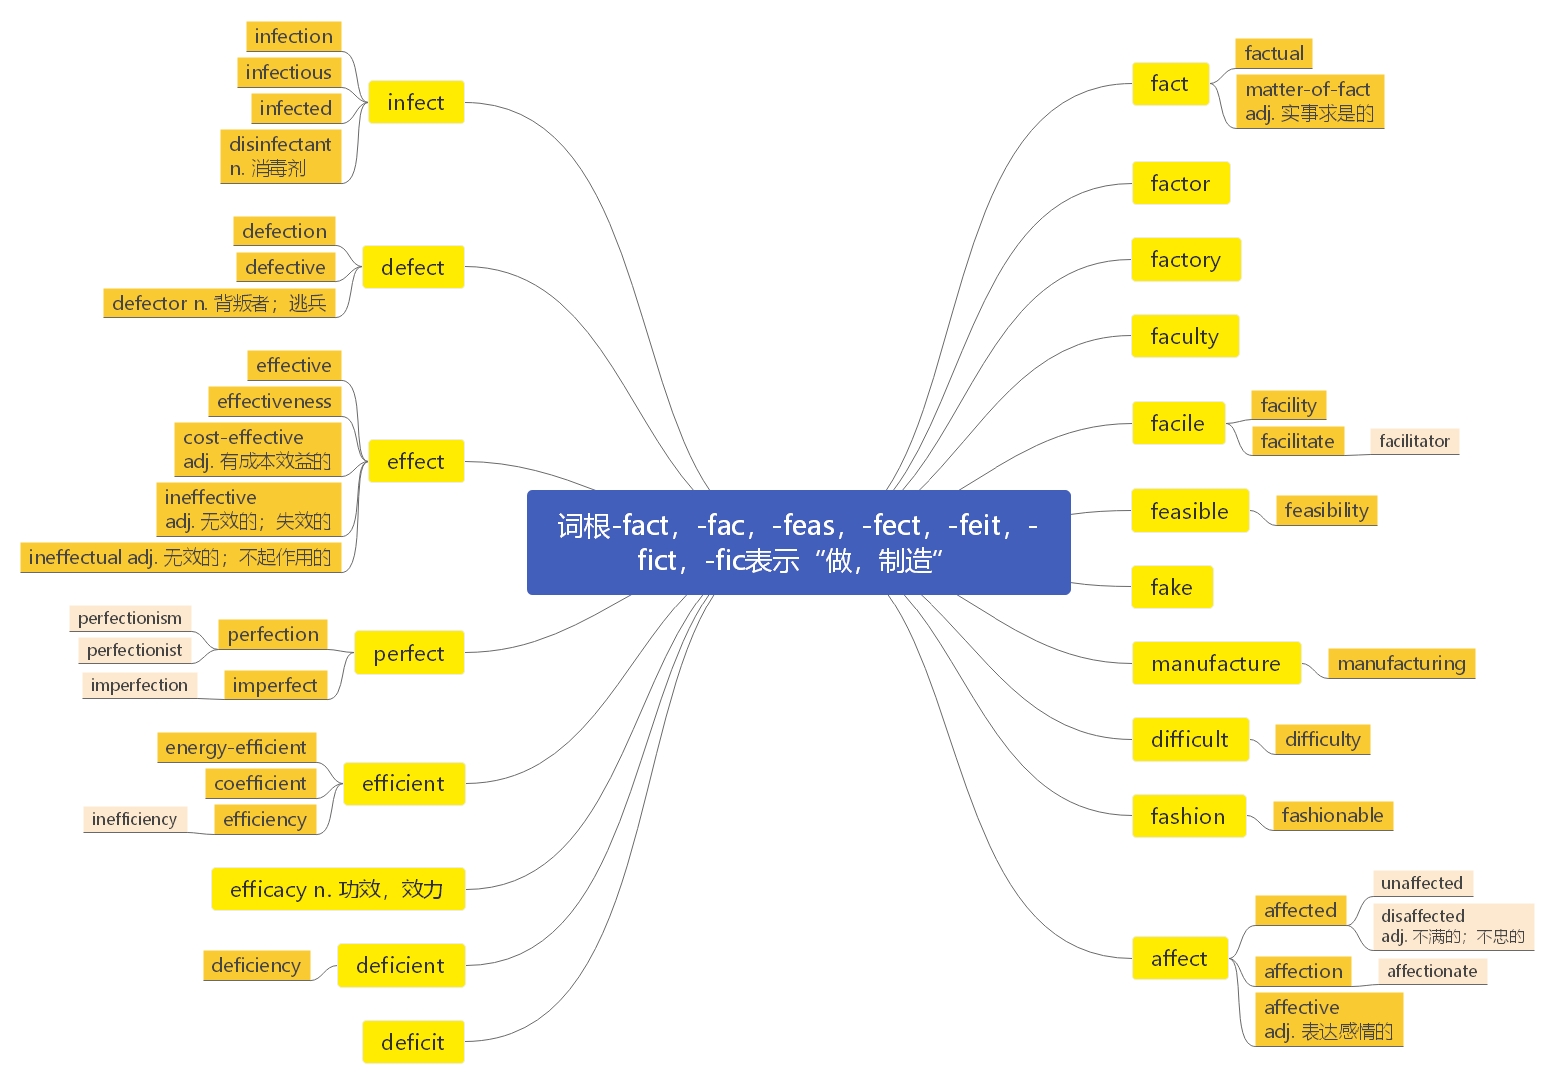 词根-fact，-fac，-feas，-fect，-feit，-
fict，-fic表示“做，制造”
fact
factual
matter-of-fact
adj. 实事求是的
factor
factory
faculty
facile
facility
facilitate
facilitator
feasible
feasibility
fake
manufacture
manufacturing
difficult
difficulty
fashion
fashionable
affect
affected
unaffected
disaffected
adj. 不满的；不忠的
affection
affectionate
affective
adj. 表达感情的
infect
infection
infectious
infected
disinfectant
n. 消毒剂
defect
defection
defective
defector n. 背叛者；逃兵
effect
effective
effectiveness
cost-effective
adj. 有成本效益的
ineffective
adj. 无效的；失效的
ineffectual adj. 无效的；不起作用的
perfect
perfection
perfectionism
perfectionist
imperfect
imperfection
efficient
energy-efficient
coefficient
efficiency
inefficiency
efficacy n. 功效，效力
deficient
deficiency
deficit